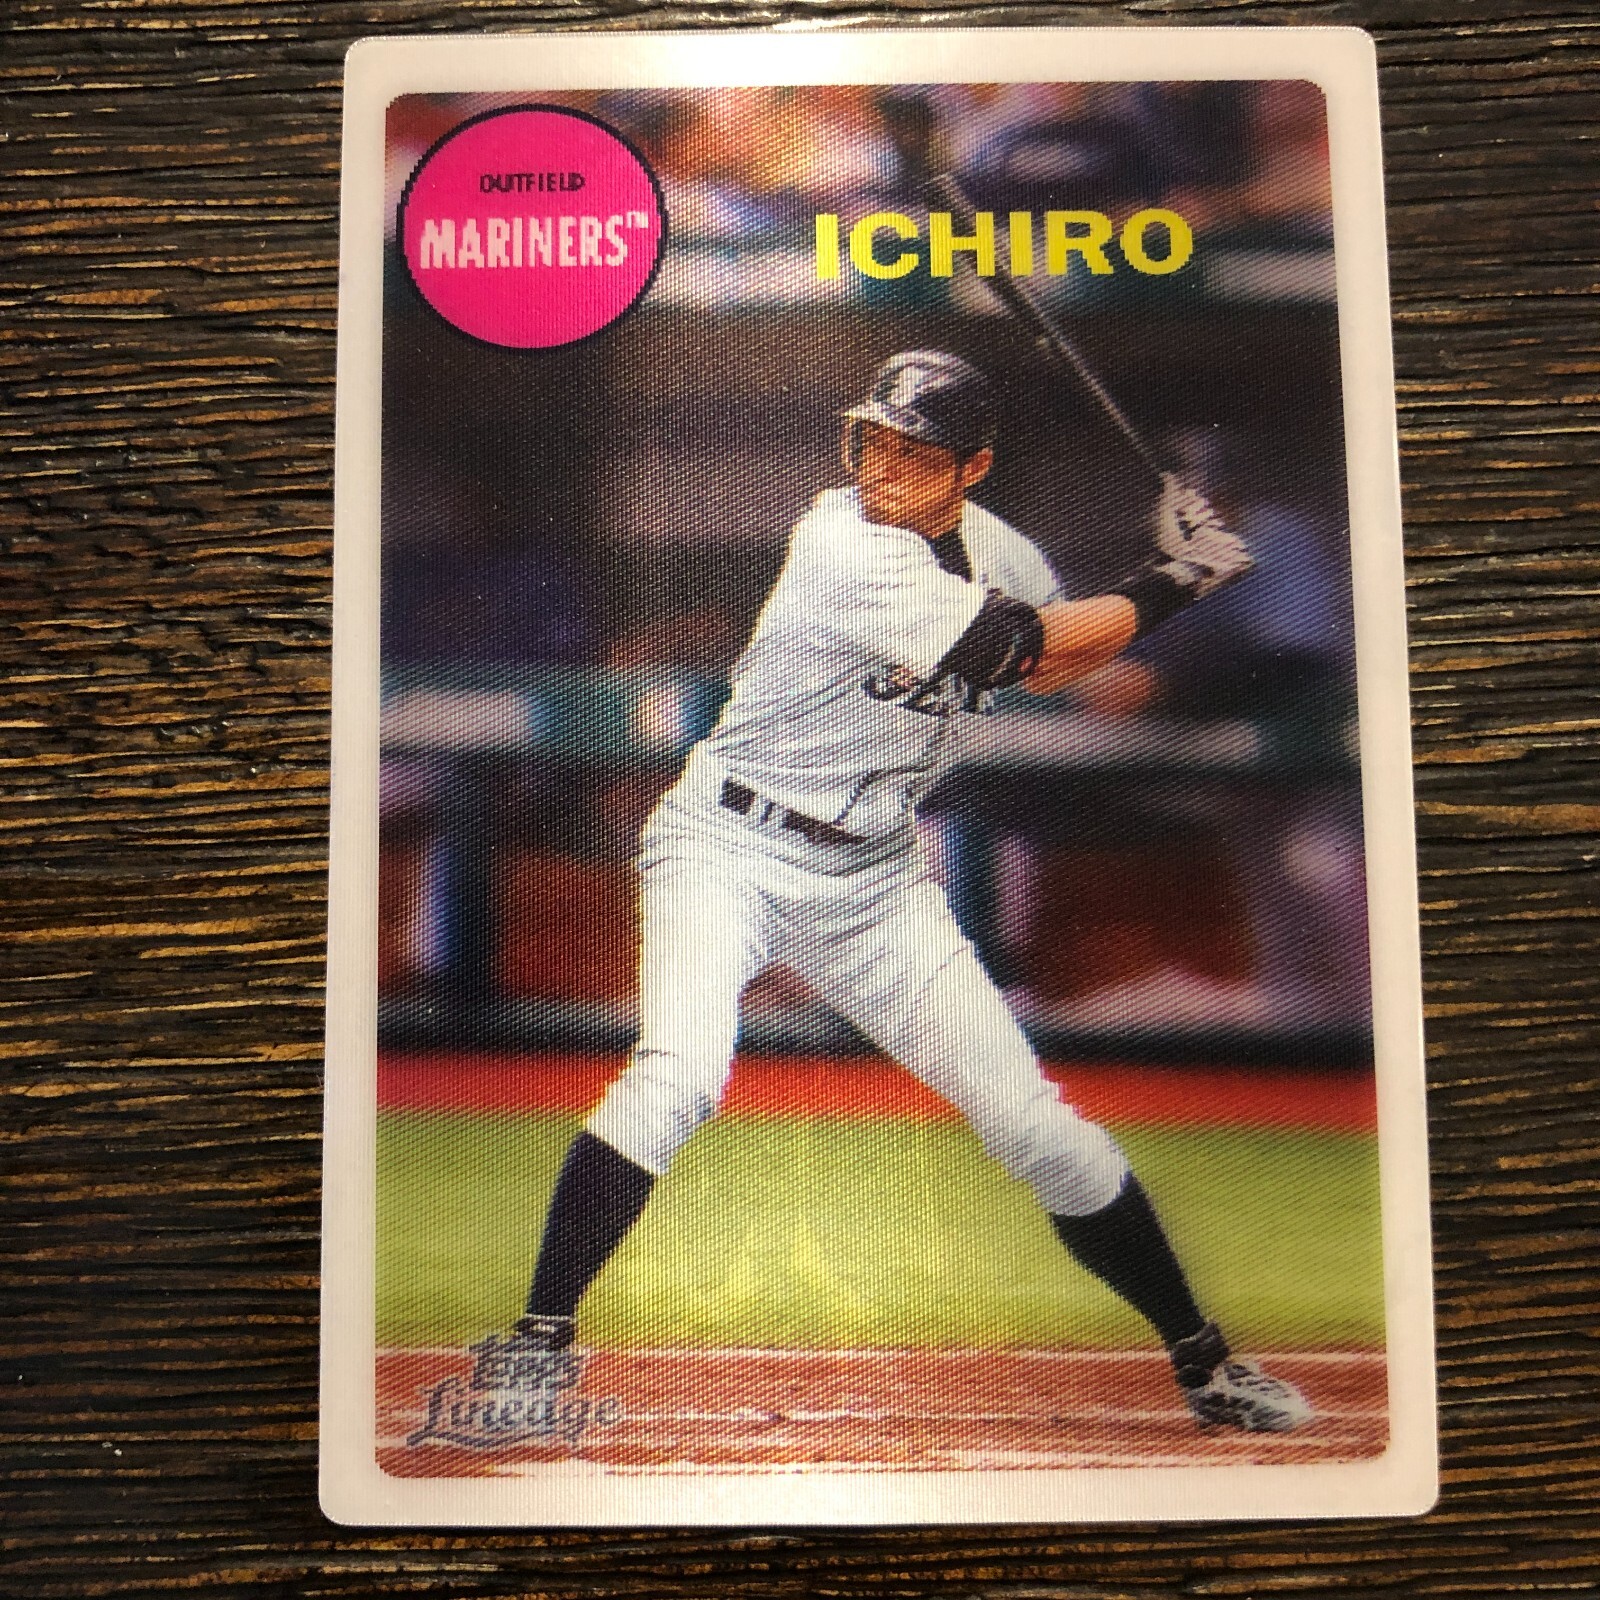 OUTFIELD
MARINERS™
ICHIRO
Topps
Lineage